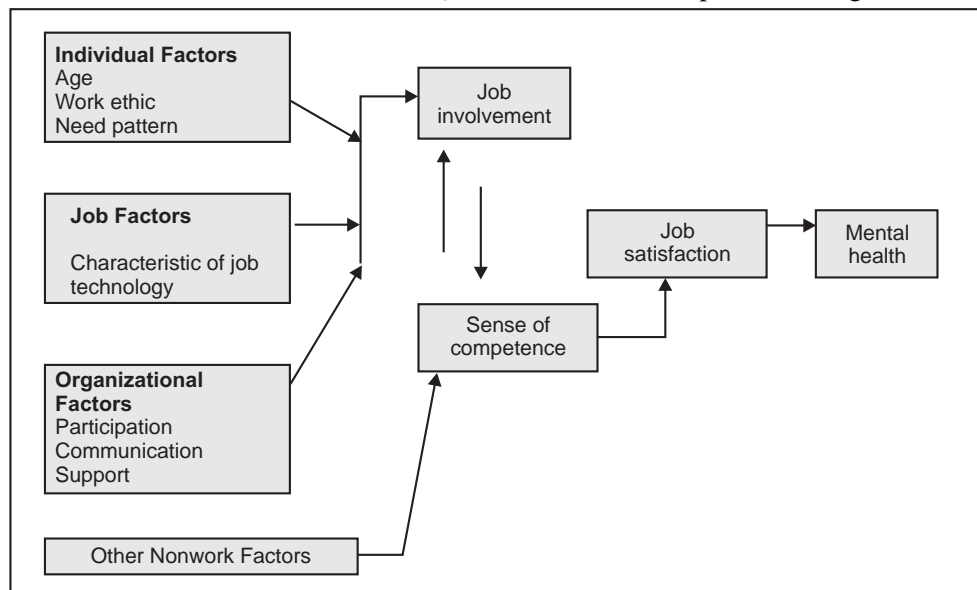 Individual Factors
Age
Work ethic
Need pattern
Job
involvement
Job Factors
Characteristic of job
technology
Job
satisfaction
Mental
health
Sense of
competence
Organizational
Factors
Participation
Communication
Support
Other Nonwork Factors